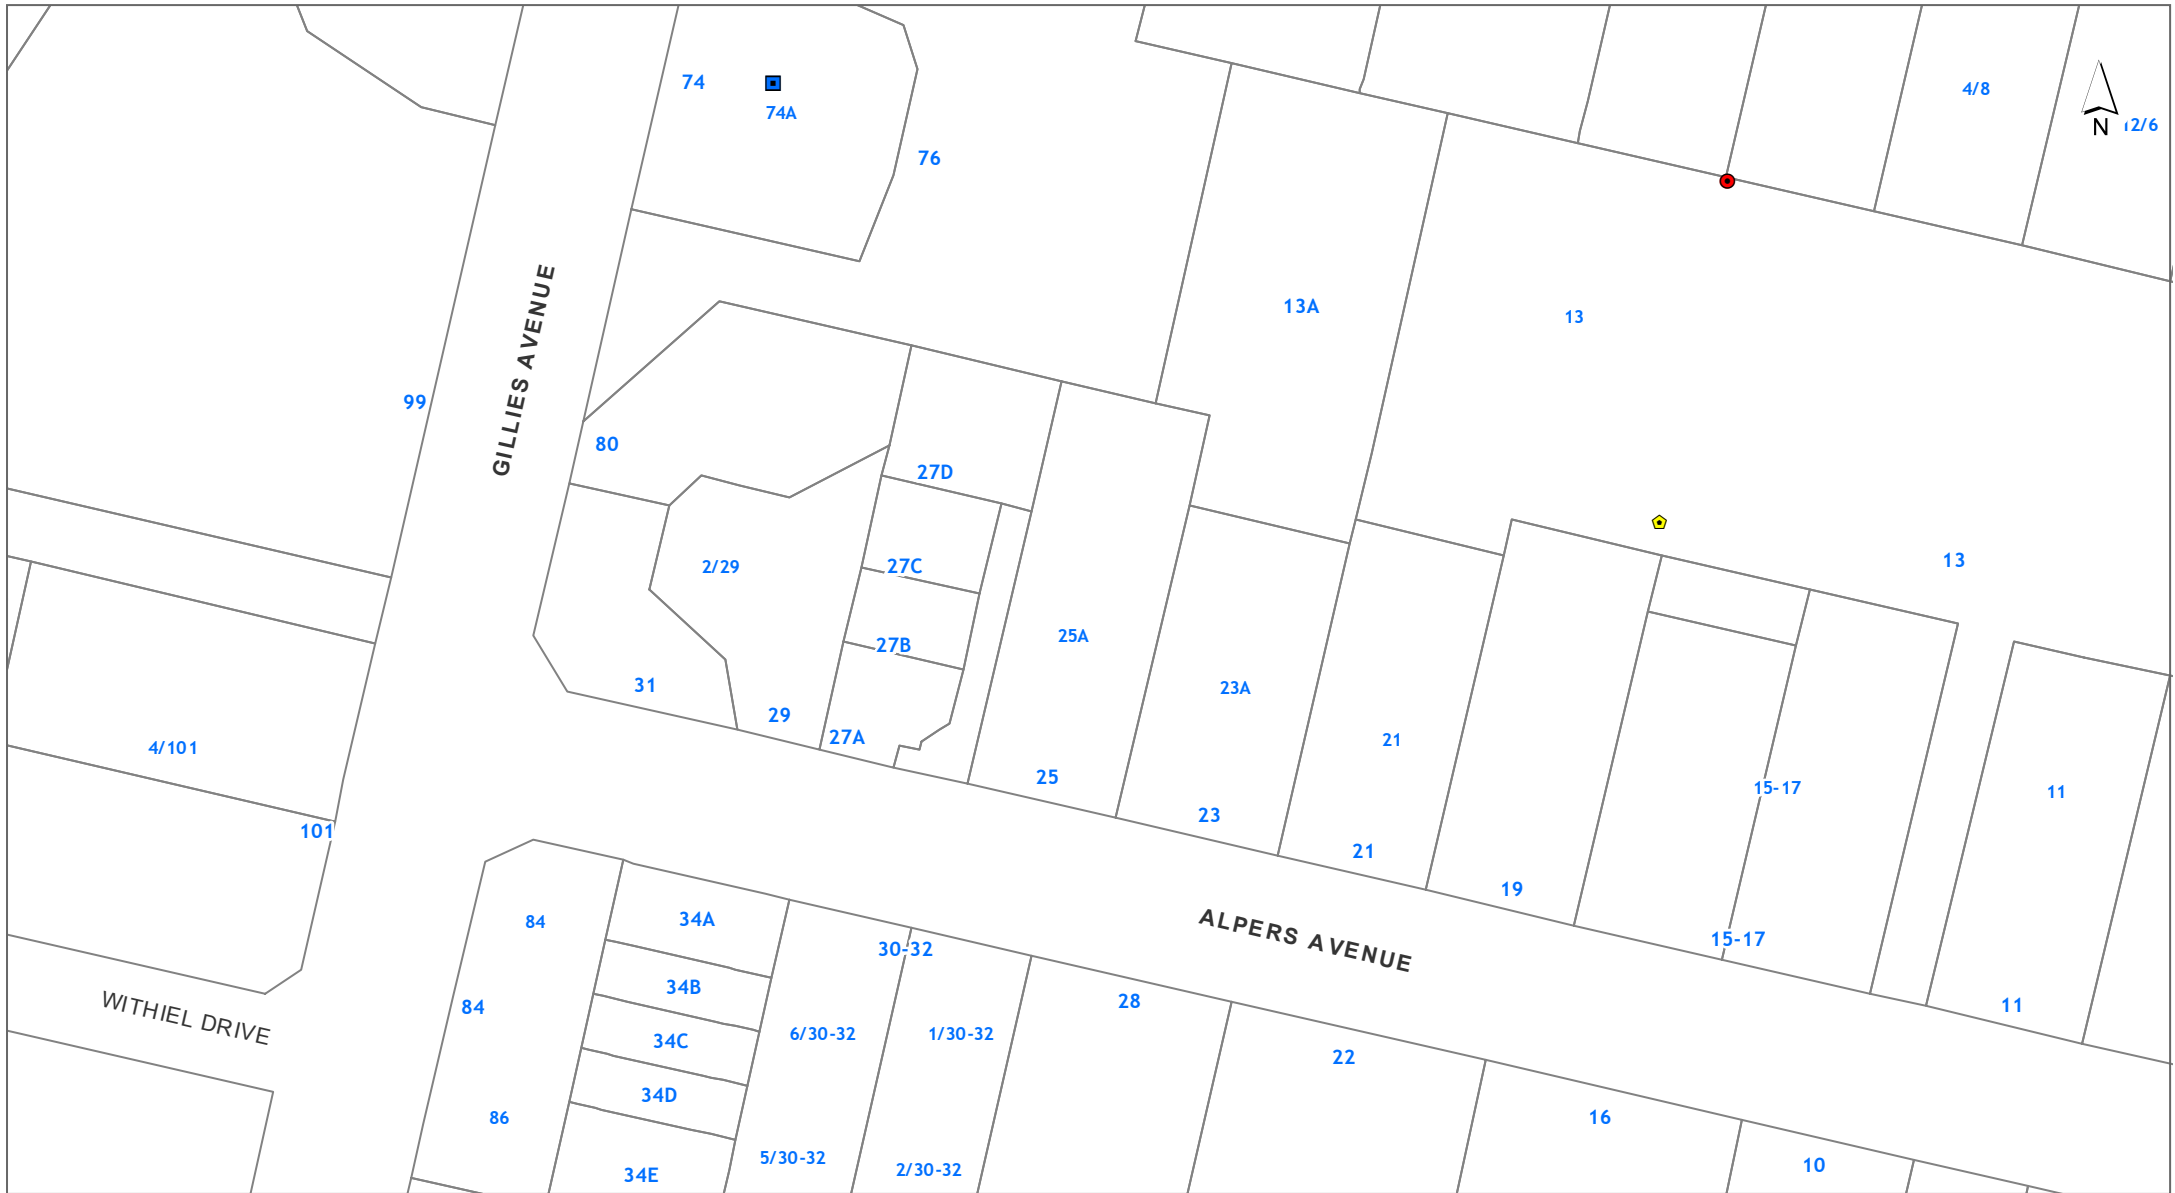 74
74A
76
4/8
N
12/6
13A
13
GILLIES AVENUE
99
80
27D
2/29
27C
13
27B
25A
31
23A
29
27A
21
4/101
25
15-17
11
101
23
21
19
84
34A
ALPERS AVENUE
30-32
15-17
34B
28
11
WITHIEL DRIVE
84
34C
6/30-32
1/30-32
22
34D
86
16
5/30-32
2/30-32
34E
10